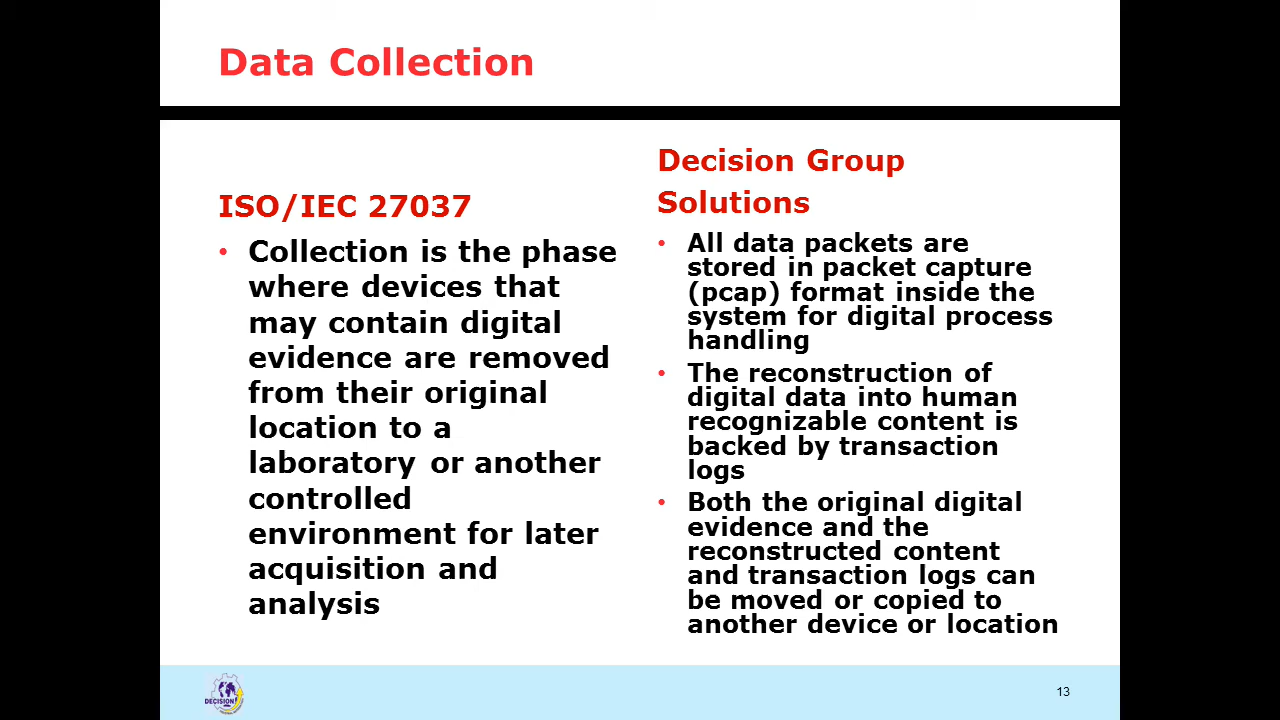 Data Collection
ISO/IEC 27037
• Collection is the phase
where devices that
may contain digital
evidence are removed
from their original
location to a
laboratory or another
controlled
environment for later
acquisition and
analysis
Decision Group
Solutions
• All data packets are
stored in packet capture
(pcap) format inside the
system for digital process
handling
• The reconstruction of
digital data into human
recognizable content is
backed by transaction
logs
• Both the original digital
evidence and the
reconstructed content
and transaction logs can
be moved or copied to
another device or location
DECISION
13